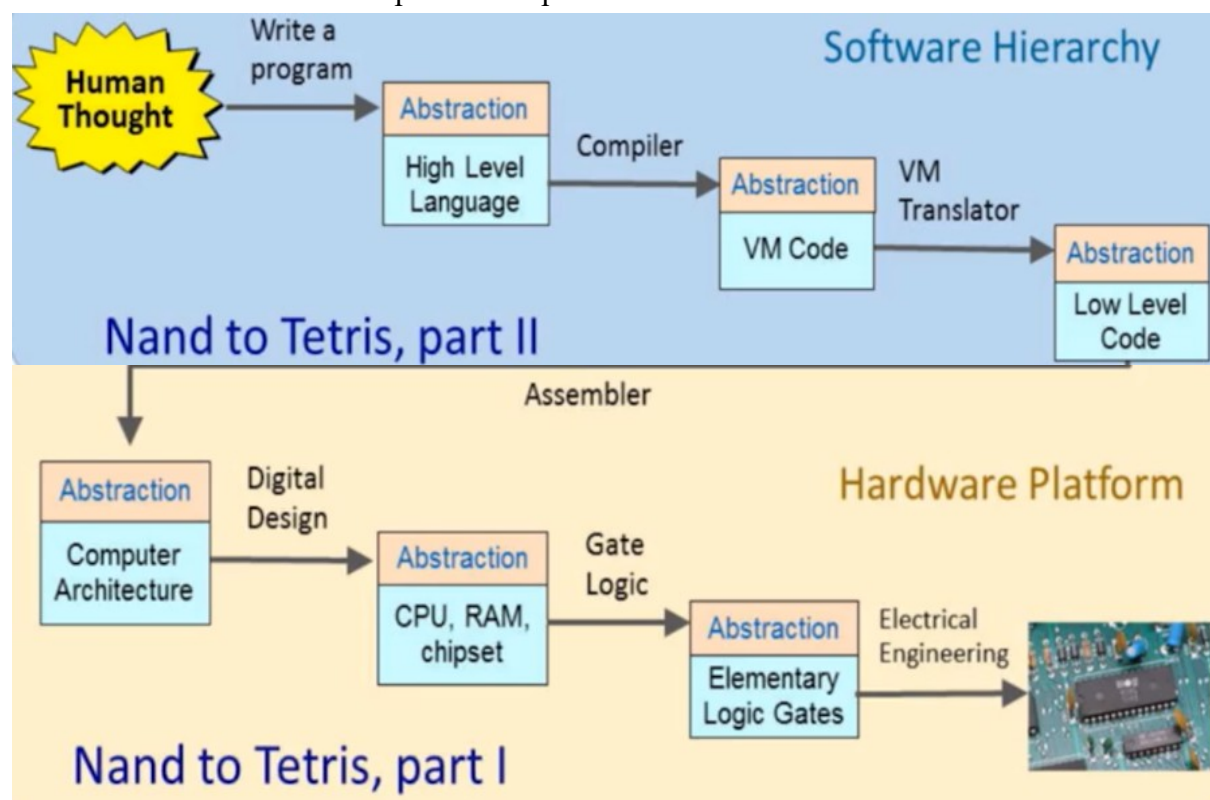 Write a
program
Software Hierarchy
Human
Thought
Abstraction
High Level
Language
Compiler
Abstraction
VM Code
VM
Translator
Abstraction
Low Level
Code
Nand to Tetris, part II
Assembler
Hardware Platform
Abstraction
Computer
Architecture
Digital
Design
Abstraction
CPU, RAM,
chipset
Gate
Logic
Abstraction
Elementary
Logic Gates
Electrical
Engineering
Nand to Tetris, part I